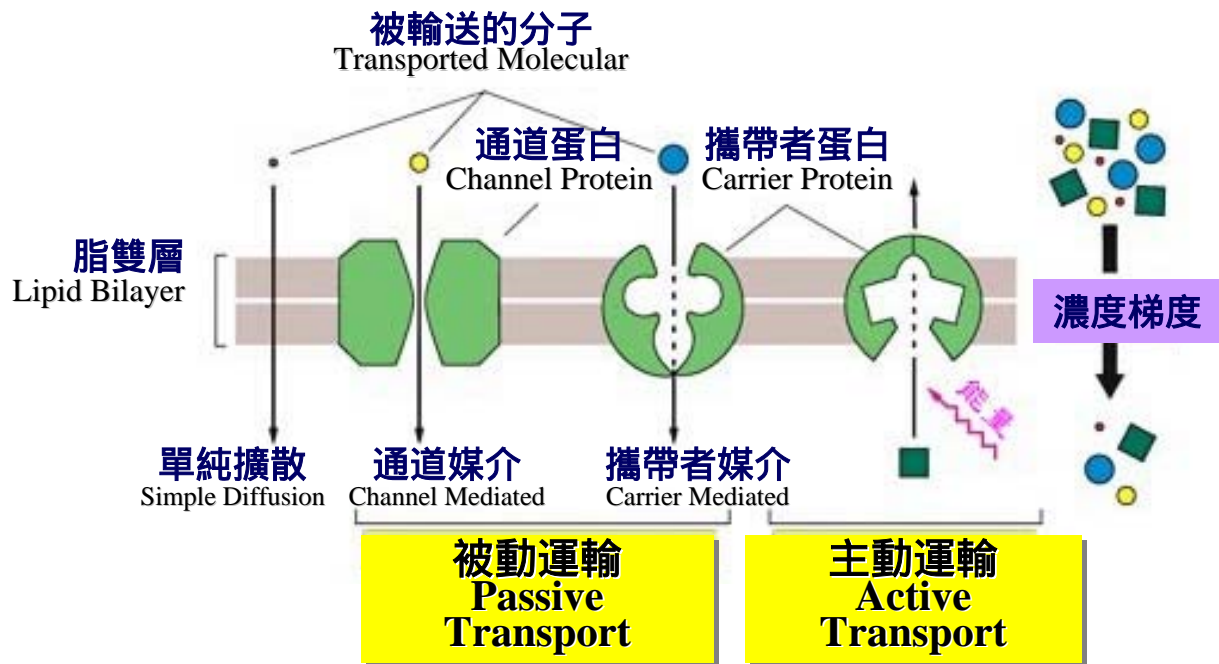 被輸送的分子
Transported Molecular
通道蛋白
Channel Protein
攜帶者蛋白
Carrier Protein
脂雙層
Lipid Bilayer
濃度梯度
能量
單純擴散
Simple Diffusion
通道媒介
Channel Mediated
攜帶者媒介
Carrier Mediated
被動運輸
Passive
Transport
主動運輸
Active
Transport